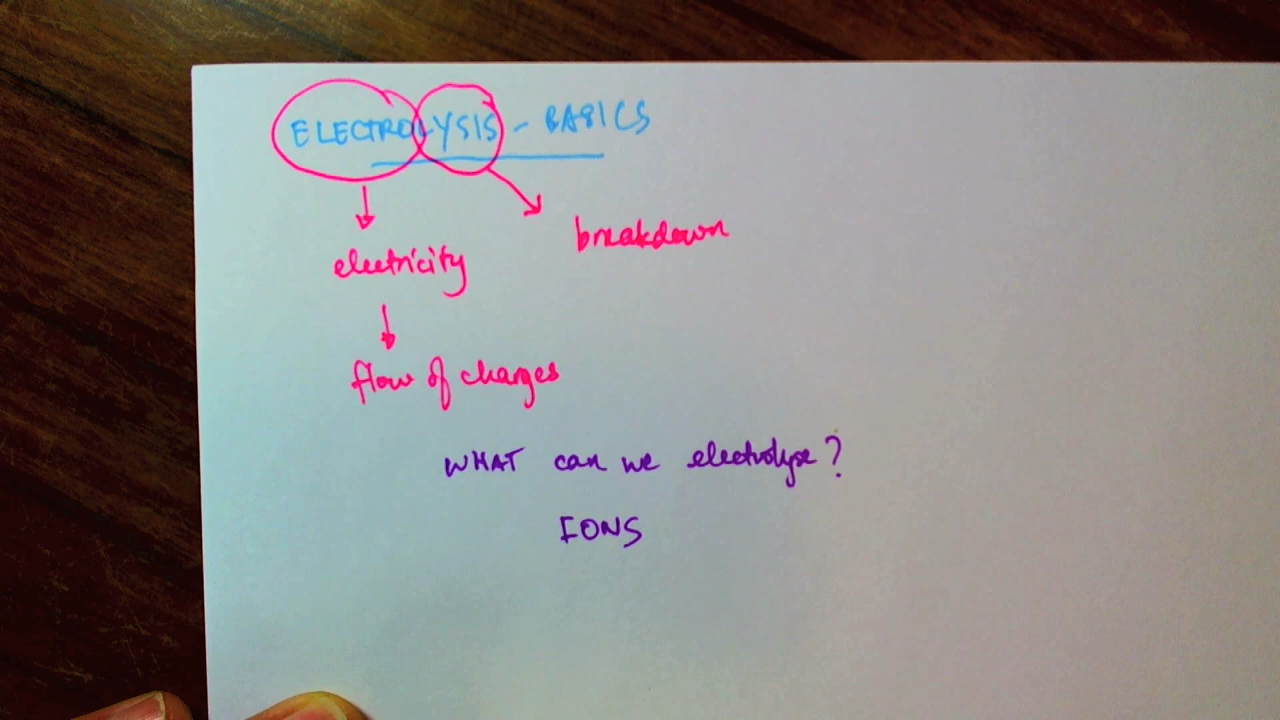 ELECTROLYSIS - BASICS
breakdown
electricity
flow of charges
WHAT can we electrolyse?
IONS